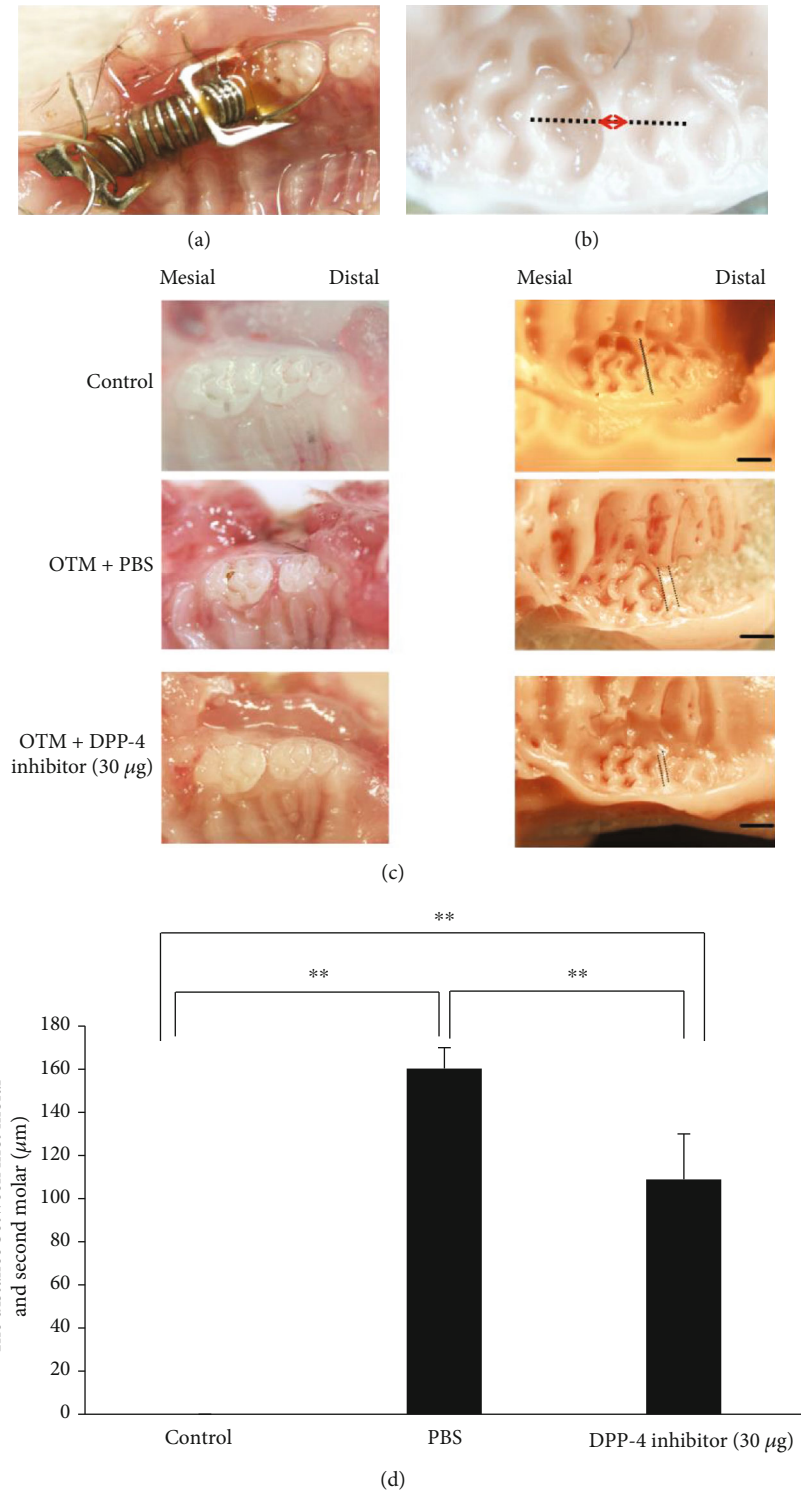 (a)
(b)
Mesial Distal
Mesial Distal
Control
OTM + PBS
OTM + DPP-4
inhibitor (30 μg)
(c)
**
** **
and second molar (μm)
180
160
140
120
100
80
60
40
20
0
Control PBS DPP-4 inhibitor (30 μg)
(d)